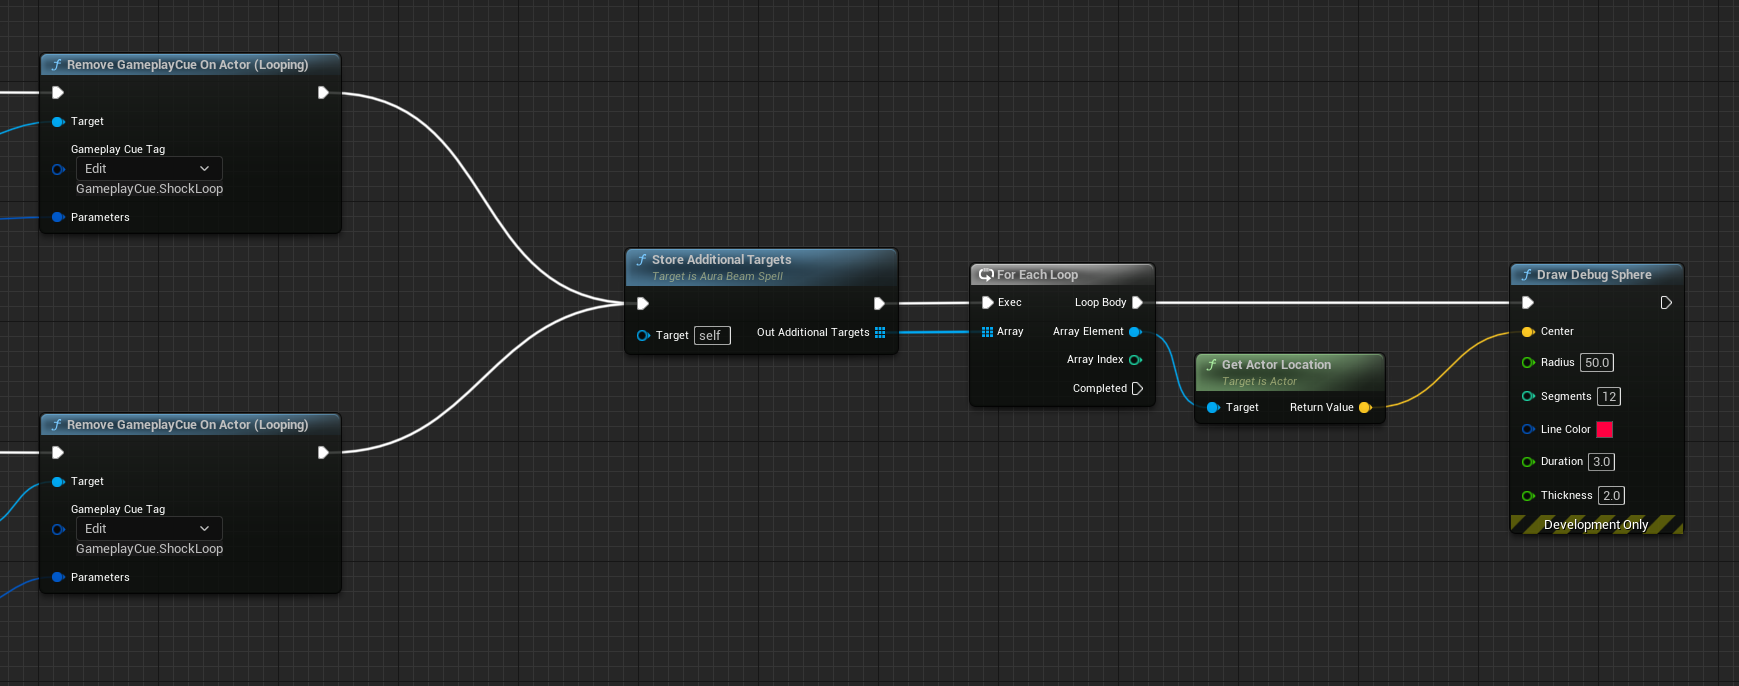 Remove GameplayCue On Actor (Looping)
Target
Gameplay Cue Tag
Edit
GameplayCue.ShockLoop
Parameters
Remove GameplayCue On Actor (Looping)
Target
Gameplay Cue Tag
Edit
GameplayCue.ShockLoop
Parameters
Store Additional Targets
Target is Aura Beam Spell
Target self Out Additional Targets
For Each Loop
Exec Loop Body
Array Array Element
Array Index
Completed
Get Actor Location
Target is Actor
Target Return Value
Draw Debug Sphere
Center
Radius 50.0
Segments 12
Line Color
Duration 3.0
Thickness 2.0
Development Only